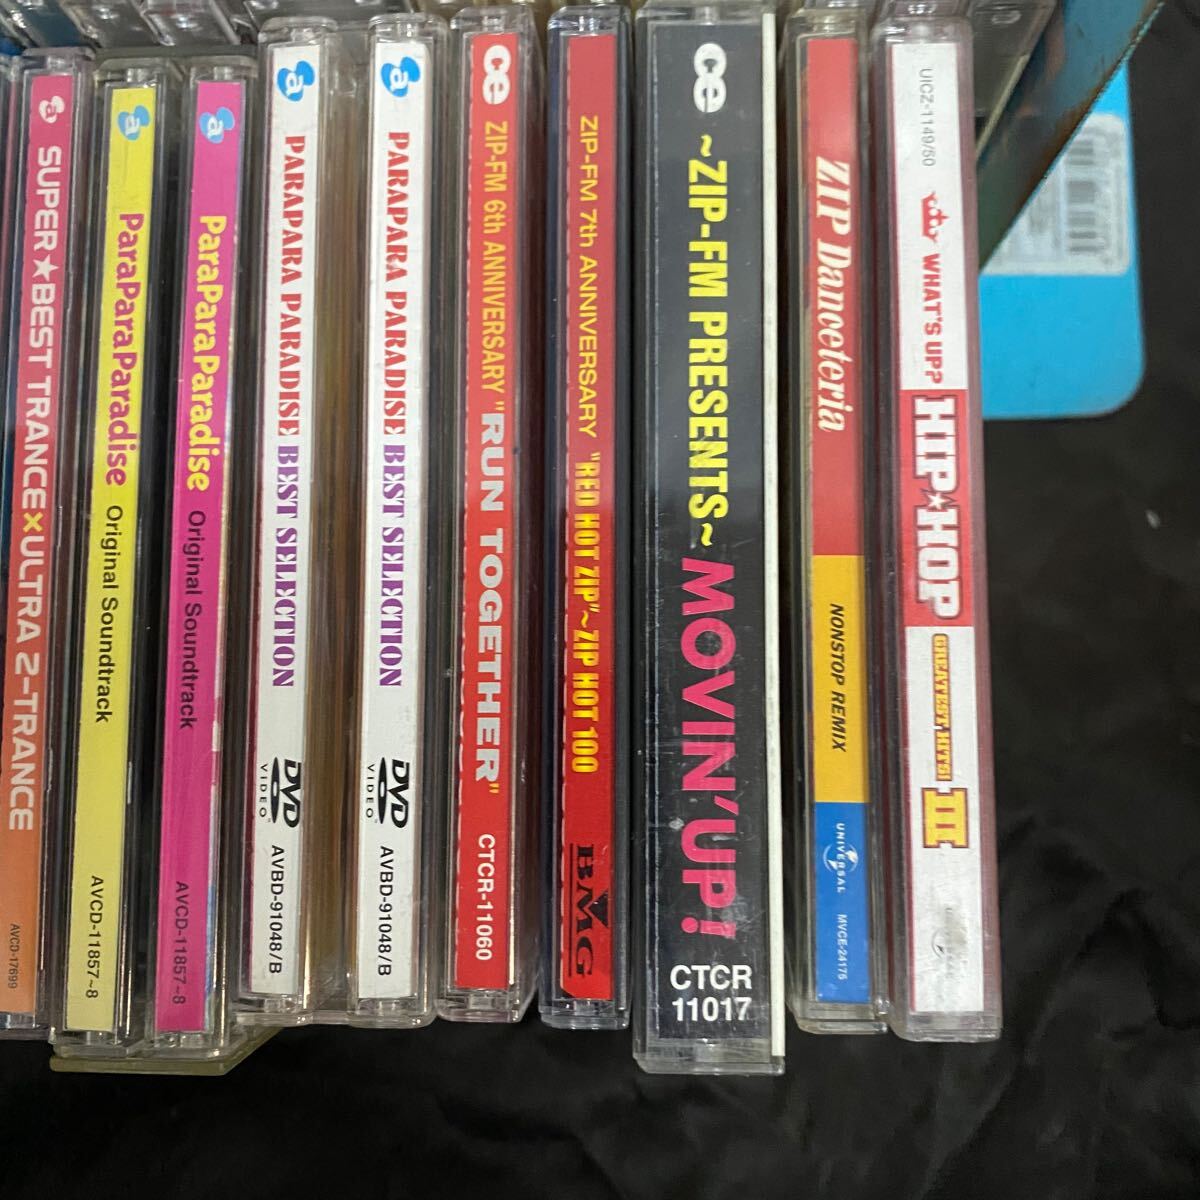 a SUPER★BEST TRANCE×ULTRA 2-TRANCE AVCD-17699
a ParaParaParadise Original Soundtrack AVCD-11857~8
a ParaParaParadise Original Soundtrack AVCD-11857~8
a PARAPARA PARADISE BEST SELECTION DVD VIDEO AVBD-91048/B
a PARAPARA PARADISE BEST SELECTION DVD VIDEO AVBD-91048/B
ce ZIP-FM 6th ANNIVERSARY "RUN TOGETHER" CTCR-11060
ZIP-FM 7th ANNIVERSARY "RED HOT ZIP"~ZIP HOT 100 BMG
ce ~ZIP-FM PRESENTS~ MOVIN'UP! CTCR
11017
ZIP Danceteria NONSTOP REMIX UNIVERSAL MVCE-24175
UICZ-1149/50 WHAT'S UP? HIP★HOP GREATEST HITS! II